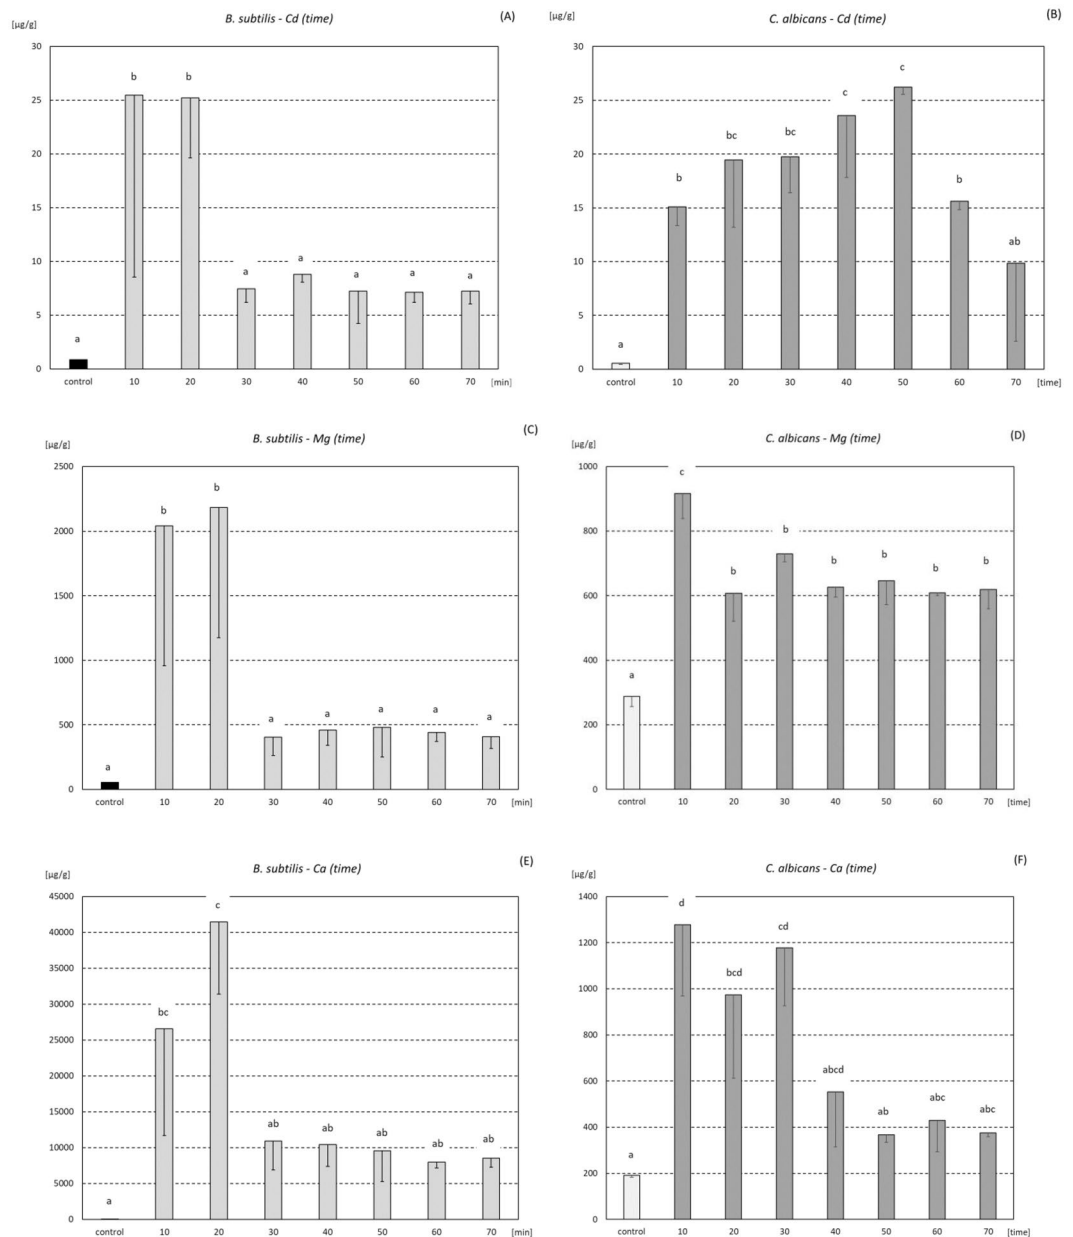 B. subtilis - Cd (time)
(A)
[µg/g]
30
25
20
15
10
5
0
b
b
a
a
a
a
a
a
control 10 20 30 40 50 60 70 [min]
C. albicans - Cd (time)
(B)
[µg/g]
30
25
20
15
10
5
0
a
b
bc
bc
c
c
b
ab
control 10 20 30 40 50 60 70 [time]
B. subtilis - Mg (time)
(C)
[µg/g]
2500
2000
1500
1000
500
0
a
b
b
a
a
a
a
a
control 10 20 30 40 50 60 70 [min]
C. albicans - Mg (time)
(D)
[µg/g]
1000
800
600
400
200
0
a
c
b
b
b
b
b
b
control 10 20 30 40 50 60 70 [time]
B. subtilis - Ca (time)
(E)
[µg/g]
45000
40000
35000
30000
25000
20000
15000
10000
5000
0
a
bc
c
ab
ab
ab
ab
ab
control 10 20 30 40 50 60 70 [min]
C. albicans - Ca (time)
(F)
[µg/g]
1400
1200
1000
800
600
400
200
0
a
d
bcd
cd
abcd
ab
abc
abc
control 10 20 30 40 50 60 70 [time]